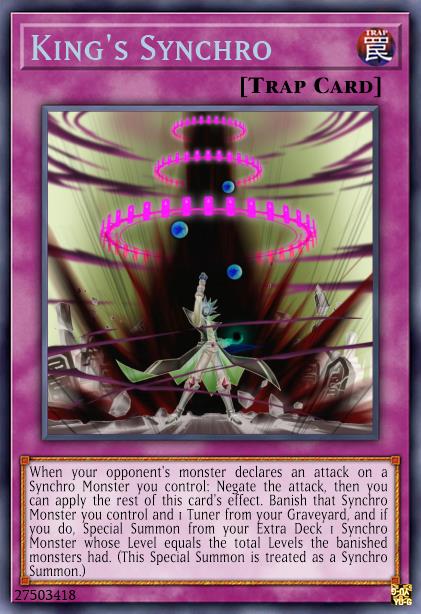 King's Synchro
TRAP
罠
[Trap Card]
When your opponent's monster declares an attack on a
Synchro Monster you control: Negate the attack, then you
can apply the rest of this card's effect. Banish that Synchro
Monster you control and 1 Tuner from your Graveyard, and if
you do, Special Summon from your Extra Deck 1 Synchro
Monster whose Level equals the total Levels the banished
monsters had. (This Special Summon is treated as a Synchro
Summon.)
27503418